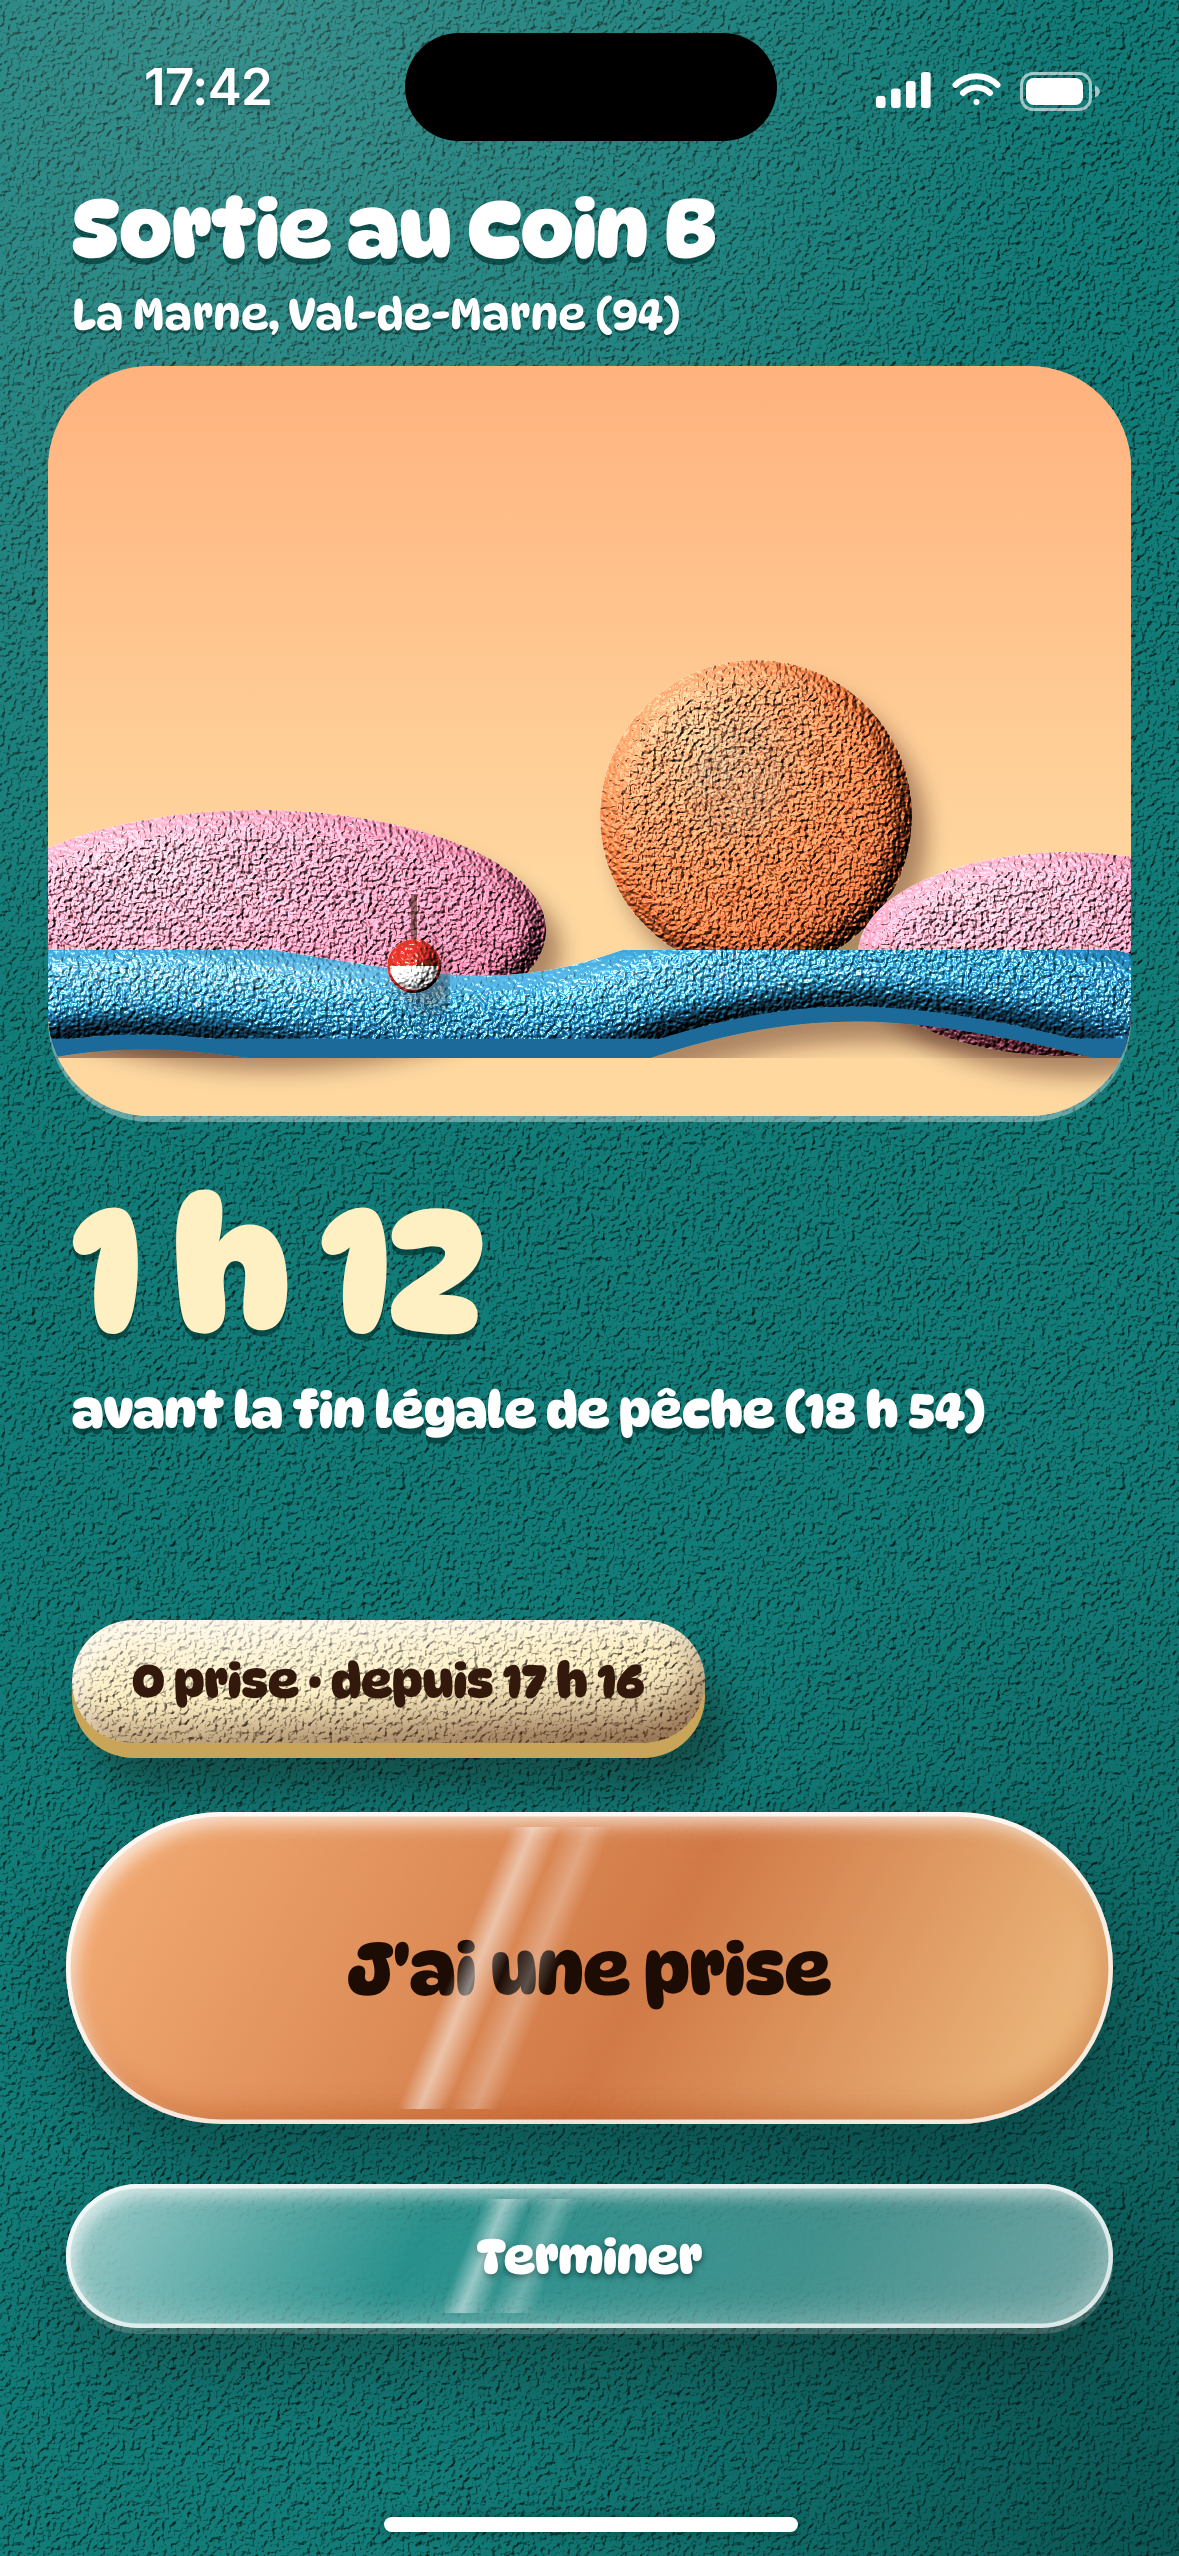 17:42
Sortie au Coin B
La Marne, Val-de-Marne (94)
1 h 12
avant la fin légale de pêche (18 h 54)
0 prise · depuis 17 h 16
J'ai une prise
Terminer